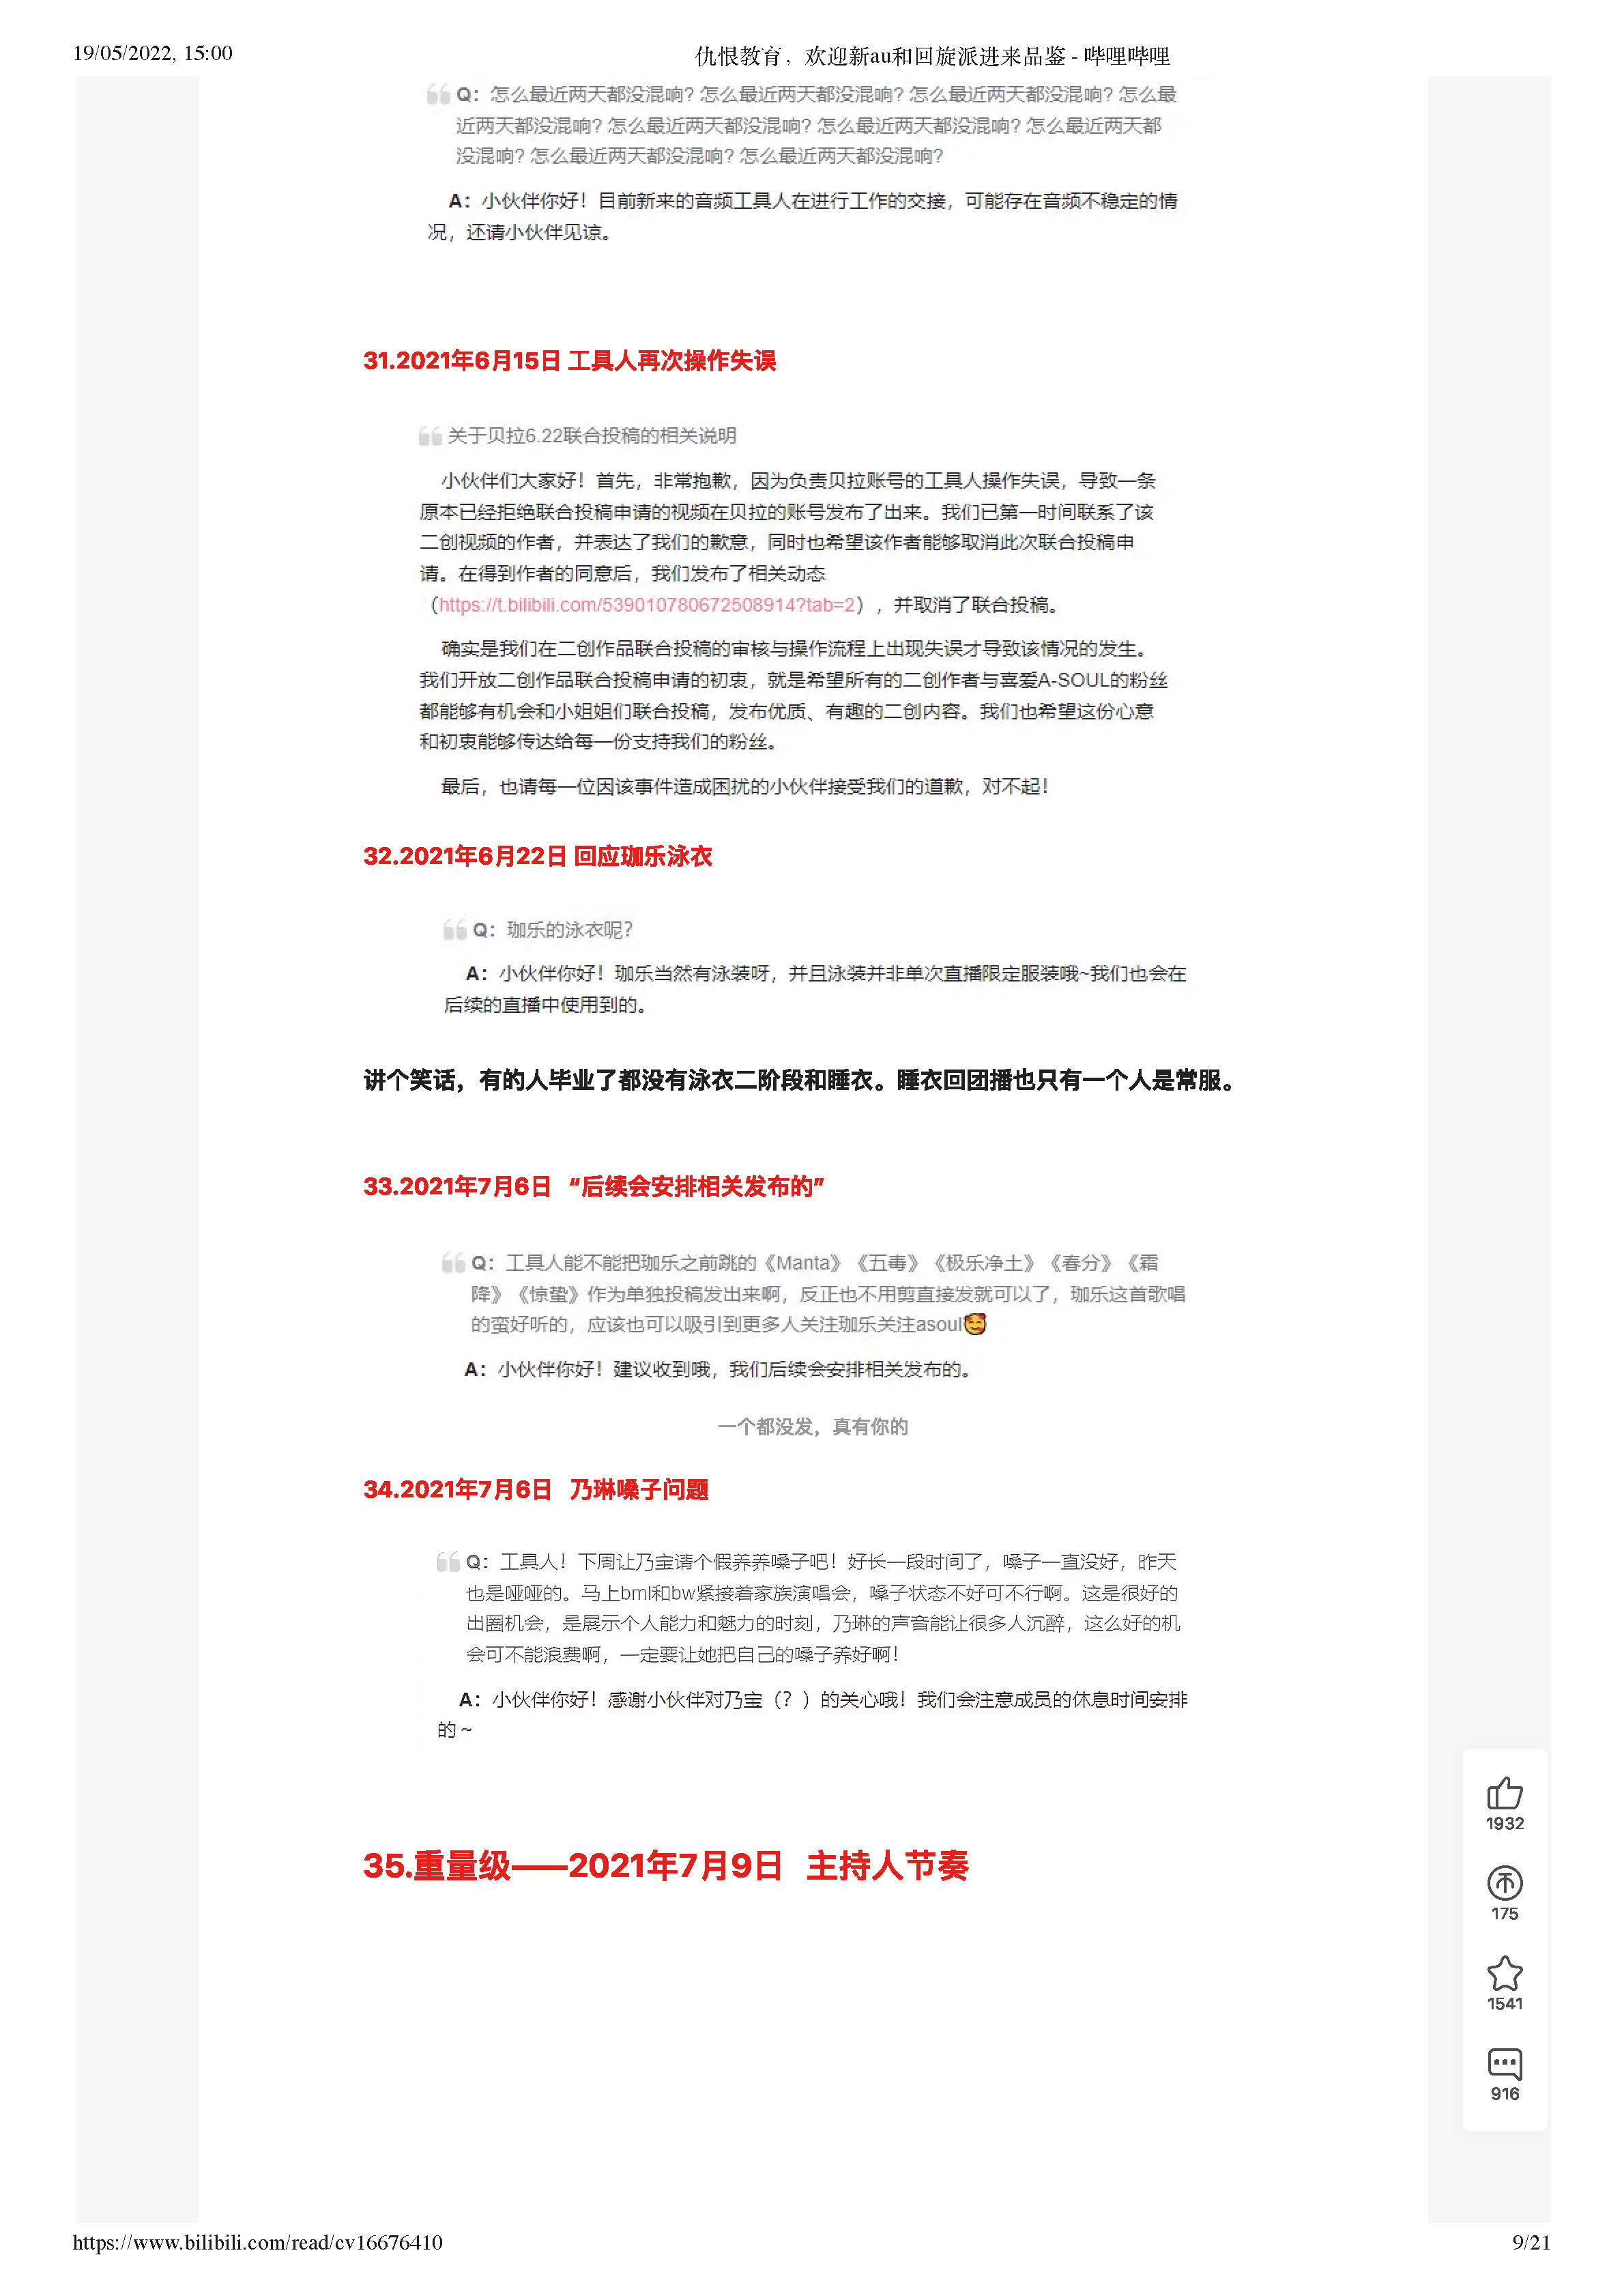 19/05/2022, 15:00
仇恨教育，欢迎新au和回旋派进来品鉴 - 哔哩哔哩
Q：怎么最近两天都没混响？怎么最近两天都没混响？怎么最近两天都没混响？怎么最
近两天都没混响？怎么最近两天都没混响？怎么最近两天都没混响？怎么最近两天都
没混响？怎么最近两天都没混响？怎么最近两天都没混响？
A：小伙伴你好！目前新来的音频工具人在进行工作的交接，可能存在音频不稳定的情
况，还请小伙伴见谅。
31.2021年6月15日 工具人再次操作失误
关于贝拉6.22联合投稿的相关说明
小伙伴们大家好！首先，非常抱歉，因为负责贝拉账号的工具人操作失误，导致一条
原本已经拒绝联合投稿申请的视频在贝拉的账号发布了出来。我们已第一时间联系了该
二创视频的作者，并表达了我们的歉意，同时也希望该作者能够取消此次联合投稿申
请。在得到作者的同意后，我们发布了相关动态
（https://t.bilibili.com/539010780672508914?tab=2），并取消了联合投稿。
确实是我们在二创作品联合投稿的审核与操作流程上出现失误才导致该情况的发生。
我们开放二创作品联合投稿申请的初衷，就是希望所有的二创作者与喜爱A-SOUL的粉丝
都能够有机会和小姐姐们联合投稿，发布优质、有趣的二创内容。我们也希望这份心意
和初衷能够传达给每一份支持我们的粉丝。
最后，也请每一位因该事件造成困扰的小伙伴接受我们的道歉，对不起！
32.2021年6月22日 回应珈乐泳衣
Q：珈乐的泳衣呢？
A：小伙伴你好！珈乐当然有泳装呀，并且泳装并非单次直播限定服装哦~我们也会在
后续的直播中使用到的。
讲个笑话，有的人毕业了都没有泳衣二阶段和睡衣。睡衣回团播也只有一个人是常服。
33.2021年7月6日 “后续会安排相关发布的”
Q：工具人能不能把珈乐之前跳的《Manta》《五毒》《极乐净土》《春分》《霜
降》《惊蛰》作为单独投稿发出来啊，反正也不用剪直接发就可以了，珈乐这首歌唱
的蛮好听的，应该也可以吸引到更多人关注珈乐关注asoul🥰
A：小伙伴你好！建议收到哦，我们后续会安排相关发布的。
一个都没发，真有你的
34.2021年7月6日 乃琳嗓子问题
Q：工具人！下周让乃宝请个假养养嗓子吧！好长一段时间了，嗓子一直没好，昨天
也是哑哑的。马上bml和bw紧接着家族演唱会，嗓子状态不好可不行啊。这是很好的
出圈机会，是展示个人能力和魅力的时刻，乃琳的声音能让很多人沉醉，这么好的机
会可不能浪费啊，一定要让她把自己的嗓子养好啊！
A：小伙伴你好！感谢小伙伴对乃宝（？）的关心哦！我们会注意成员的休息时间安排
的~
35.重量级——2021年7月9日 主持人节奏
1932
175
1541
916
https://www.bilibili.com/read/cv16676410
9/21